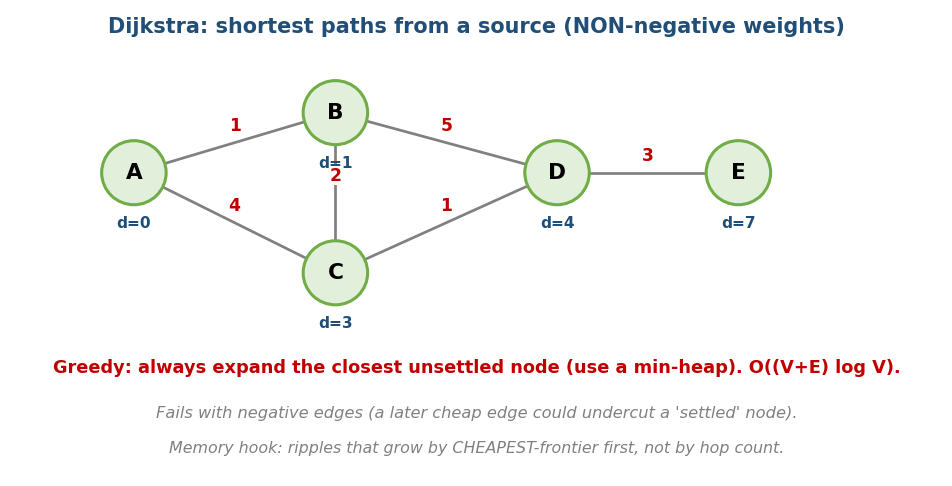 Dijkstra: shortest paths from a source (NON-negative weights)
B
1
5
d=1
2
A
D
E
3
d=0
4
1
d=4
d=7
C
d=3
Greedy: always expand the closest unsettled node (use a min-heap). O((V+E) log V).
Fails with negative edges (a later cheap edge could undercut a 'settled' node).
Memory hook: ripples that grow by CHEAPEST-frontier first, not by hop count.